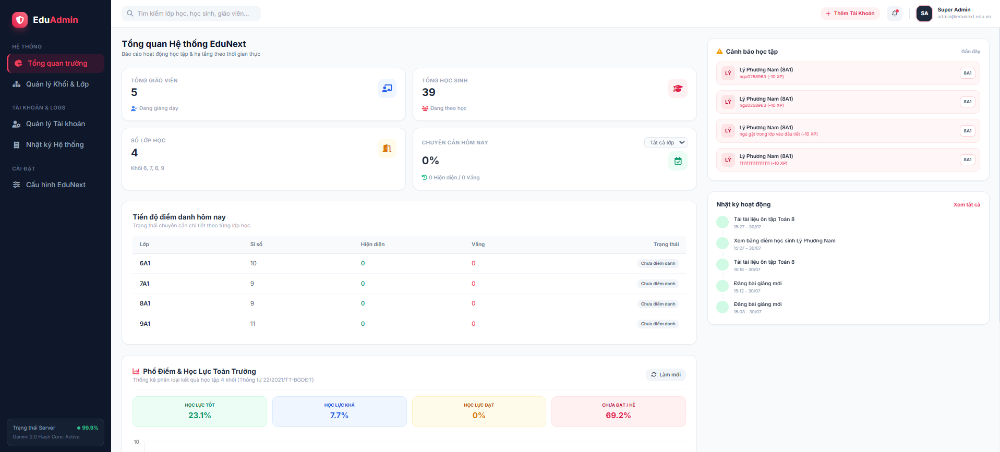 EduAdmin
HỆ THỐNG
Tổng quan trường
Quản lý Khối & Lớp
TÀI KHOẢN & LOGS
Quản lý Tài khoản
Nhật ký Hệ thống
CÀI ĐẶT
Cấu hình EduNext
Trạng thái Server
99.9%
Gemini 2.0 Flash Core: Active
Tìm kiếm lớp học, học sinh, giáo viên...
Thêm Tài Khoản
SA
Super Admin
admin@edunext.edu.vn
Tổng quan Hệ thống EduNext
Báo cáo hoạt động học tập & hạ tầng theo thời gian thực
TỔNG GIÁO VIÊN
5
Đang giảng dạy
TỔNG HỌC SINH
39
Đang theo học
SỐ LỚP HỌC
4
Khối 6, 7, 8, 9
CHUYÊN CẦN HÔM NAY
Tất cả lớp
0%
0 Hiện diện / 0 Vắng
Tiến độ điểm danh hôm nay
Trạng thái chuyên cần chi tiết theo từng lớp học
Lớp Sĩ số Hiện diện Vắng Trạng thái
6A1 10 0 0 Chưa điểm danh
7A1 9 0 0 Chưa điểm danh
8A1 9 0 0 Chưa điểm danh
9A1 11 0 0 Chưa điểm danh
Phổ Điểm & Học Lực Toàn Trường
Thống kê phân loại kết quả học tập 4 khối (Thông tư 22/2021/TT-BGDĐT)
Làm mới
HỌC LỰC TỐT
23.1%
HỌC LỰC KHÁ
7.7%
HỌC LỰC ĐẠT
0%
CHƯA ĐẠT / HÈ
69.2%
10
Cảnh báo học tập
Gần đây
LÝ
Lý Phương Nam (8A1)
ngu0258963 (-10 XP)
8A1
LÝ
Lý Phương Nam (8A1)
ngu0258963 (-10 XP)
8A1
LÝ
Lý Phương Nam (8A1)
ngủ gật trong lớp vào đầu tiết (-10 XP)
8A1
LÝ
Lý Phương Nam (8A1)
8A1
Nhật ký hoạt động
Xem tất cả
Tải tài liệu ôn tập Toán 8
15:27 - 30/07
Xem bảng điểm học sinh Lý Phương Nam
15:27 - 30/07
Tải tài liệu ôn tập Toán 8
15:18 - 30/07
Đăng bài giảng mới
15:12 - 30/07
Đăng bài giảng mới
15:03 - 30/07